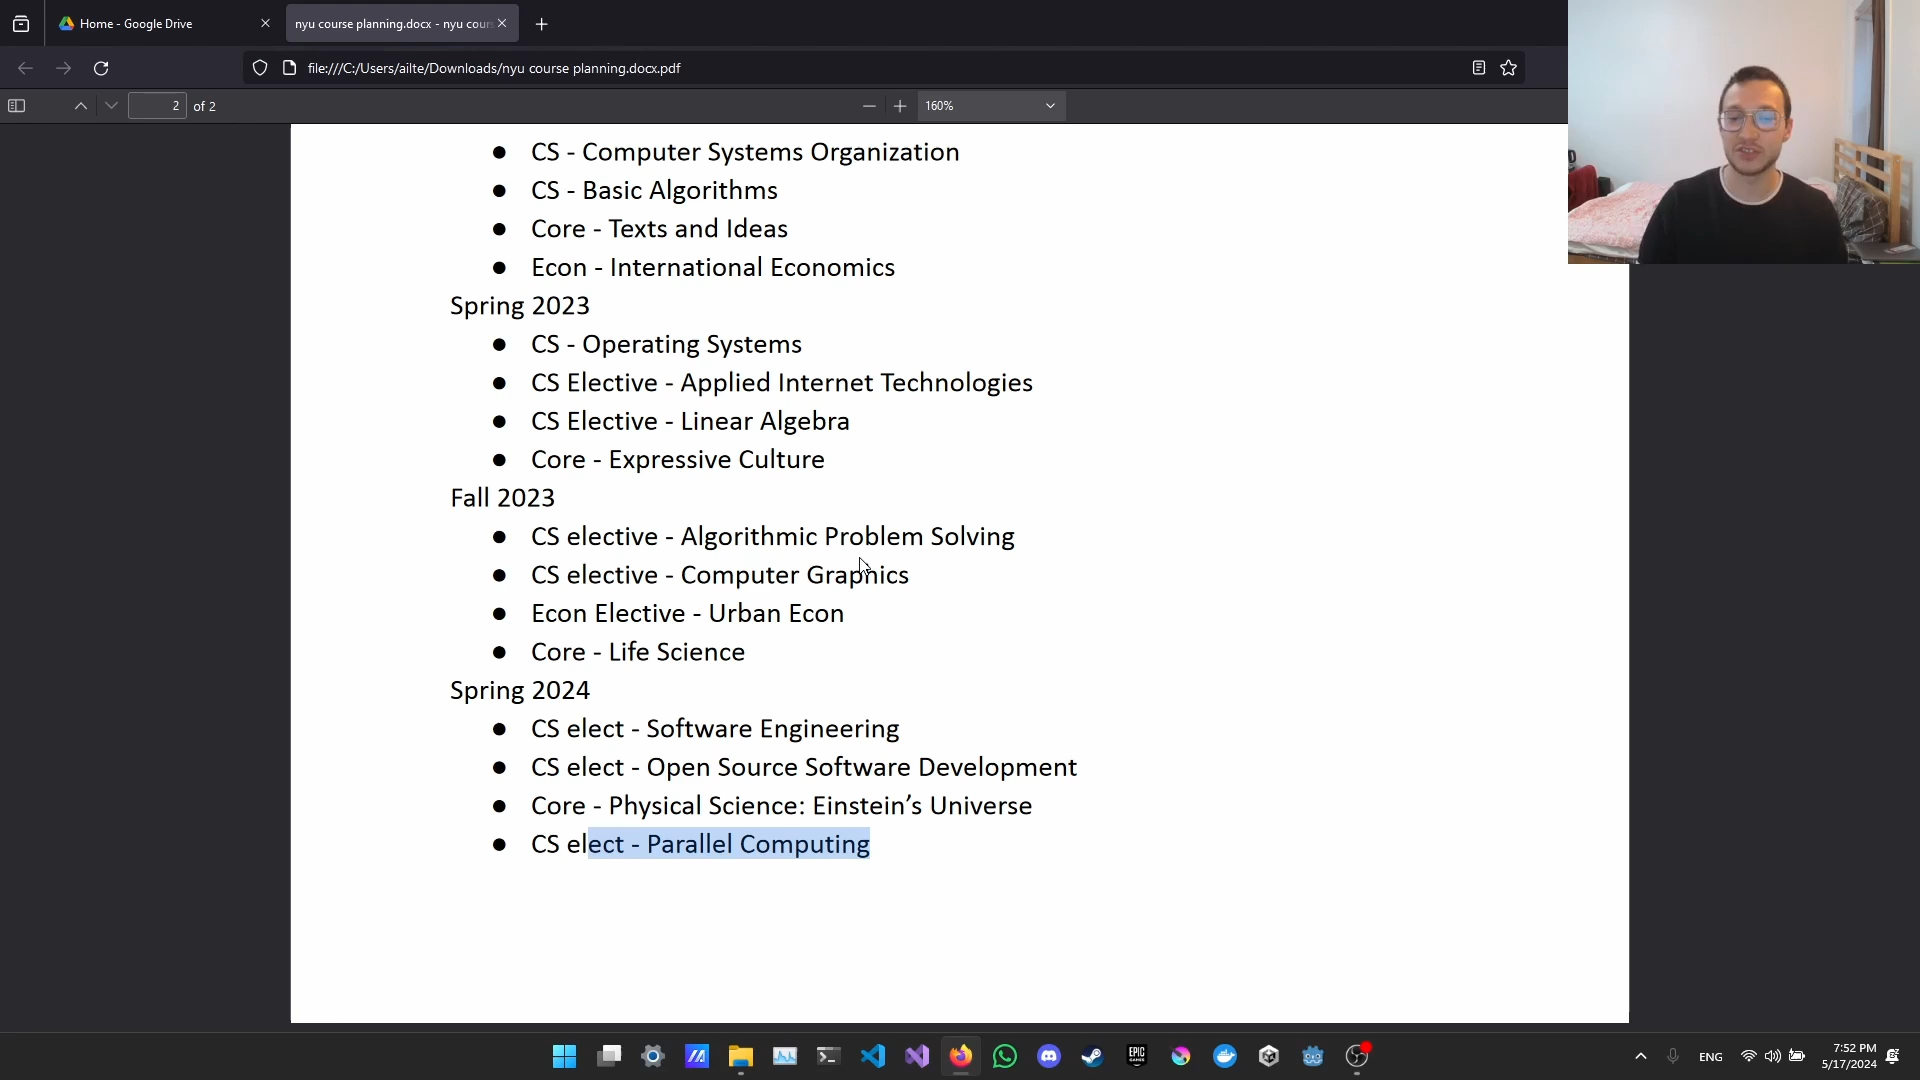 Home - Google Drive
nyu course planning.docx - nyu cour
file:///C:/Users/ailte/Downloads/nyu course planning.docx.pdf
2 of 2
160%
● CS - Computer Systems Organization
● CS - Basic Algorithms
● Core - Texts and Ideas
● Econ - International Economics
Spring 2023
● CS - Operating Systems
● CS Elective - Applied Internet Technologies
● CS Elective - Linear Algebra
● Core - Expressive Culture
Fall 2023
● CS elective - Algorithmic Problem Solving
● CS elective - Computer Graphics
● Econ Elective - Urban Econ
● Core - Life Science
Spring 2024
● CS elect - Software Engineering
● CS elect - Open Source Software Development
● Core - Physical Science: Einstein’s Universe
● CS elect - Parallel Computing
EPIC
GAMES
ENG
7:52 PM
5/17/2024